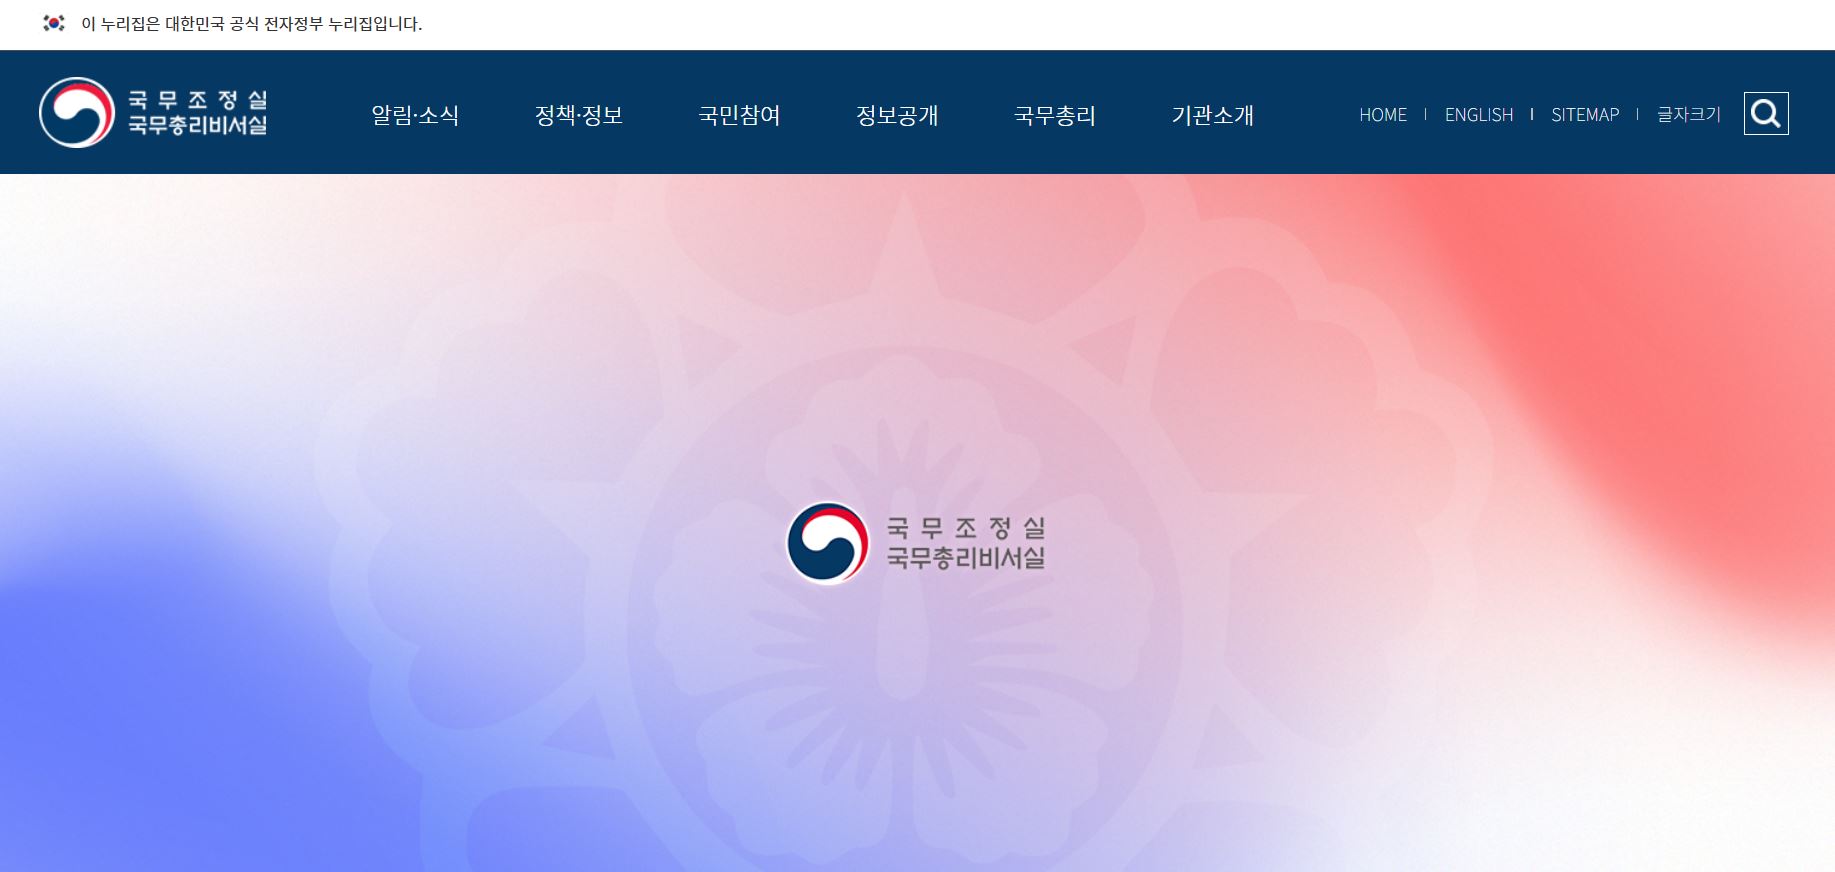 이 누리집은 대한민국 공식 전자정부 누리집입니다.
국 무 조 정 실
국무총리비서실
알림·소식 정책·정보 국민참여 정보공개 국무총리 기관소개
HOME ENGLISH SITEMAP 글자크기
국 무 조 정 실
국무총리비서실